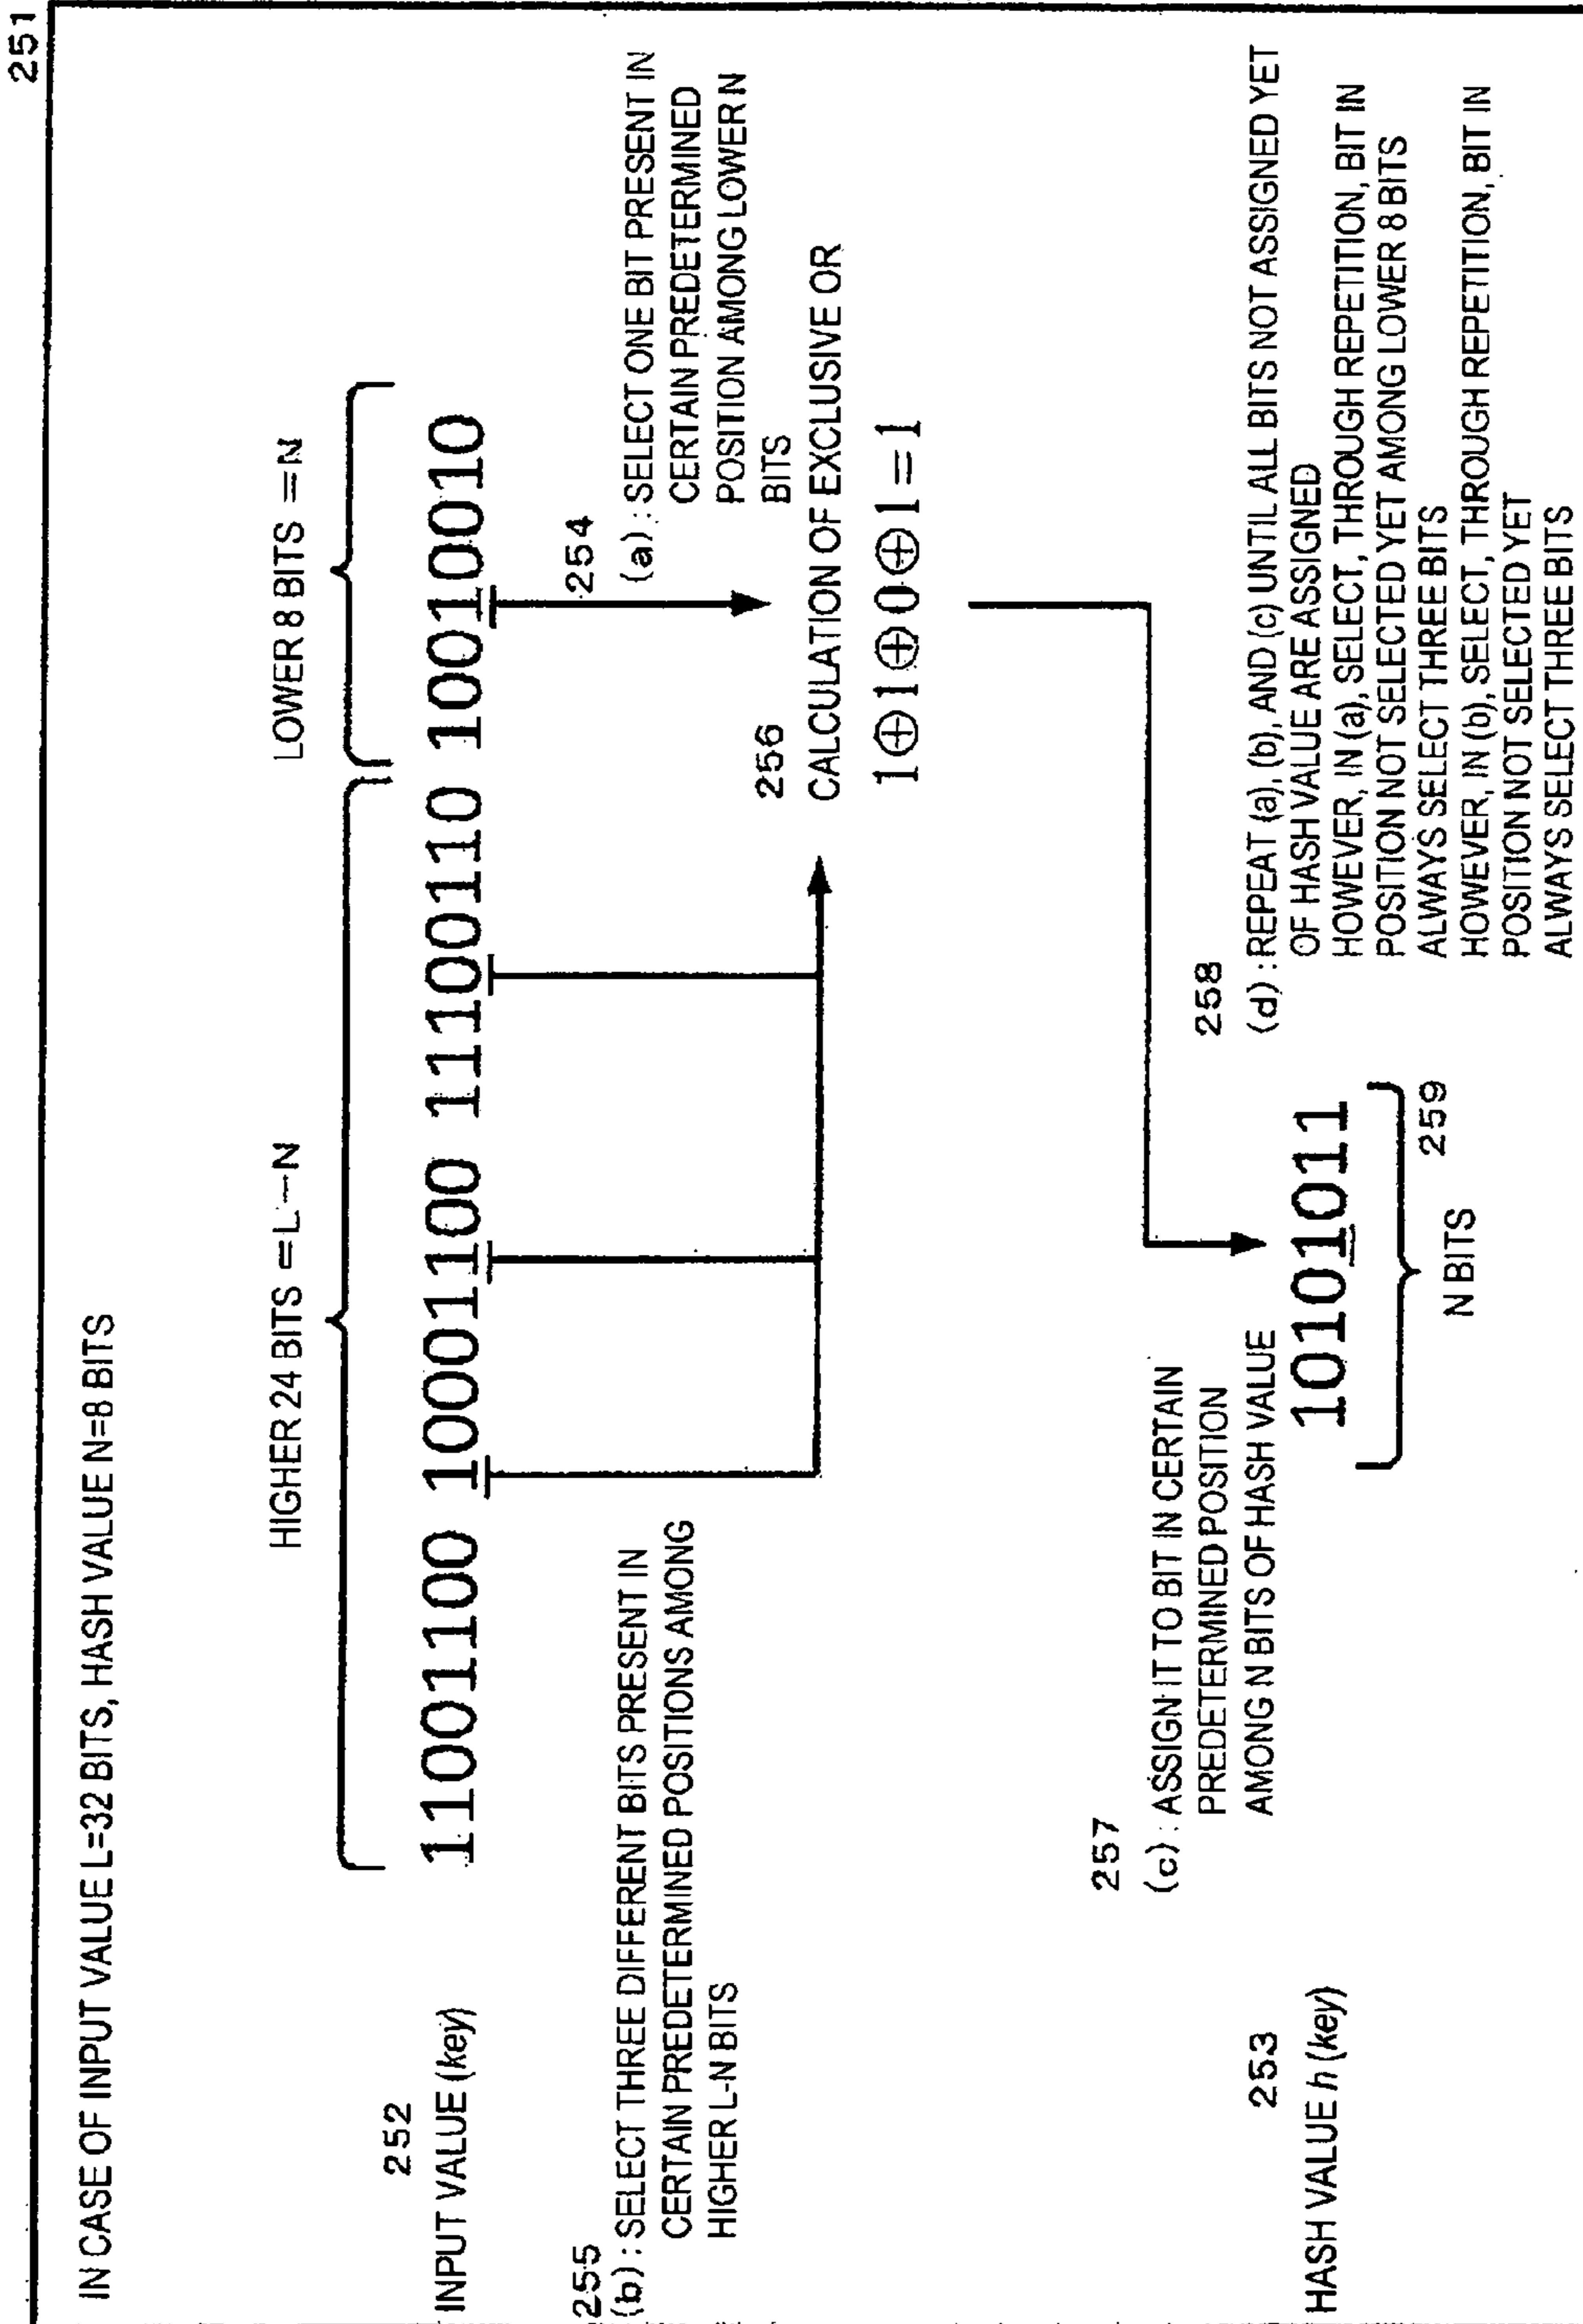 251
IN CASE OF INPUT VALUE L=32 BITS, HASH VALUE N=8 BITS
HIGHER 24 BITS =L-N
LOWER 8 BITS =N
252
INPUT VALUE (key)
11001100 10001100 11100110 10010010
254
(a) : SELECT ONE BIT PRESENT IN
CERTAIN PREDETERMINED
POSITION AMONG LOWER N
BITS
255
(b) : SELECT THREE DIFFERENT BITS PRESENT IN
CERTAIN PREDETERMINED POSITIONS AMONG
HIGHER L-N BITS
256
CALCULATION OF EXCLUSIVE OR
1⊕1⊕0⊕1=1
257
(c) : ASSIGN IT TO BIT IN CERTAIN
PREDETERMINED POSITION
AMONG N BITS OF HASH VALUE
253
HASH VALUE h (key)
10101011
N BITS
259
258
(d) : REPEAT (a), (b), AND (c) UNTIL ALL BITS NOT ASSIGNED YET
OF HASH VALUE ARE ASSIGNED
HOWEVER, IN (a), SELECT, THROUGH REPETITION, BIT IN
POSITION NOT SELECTED YET AMONG LOWER 8 BITS
ALWAYS SELECT THREE BITS
HOWEVER, IN (b), SELECT, THROUGH REPETITION, BIT IN
POSITION NOT SELECTED YET
ALWAYS SELECT THREE BITS